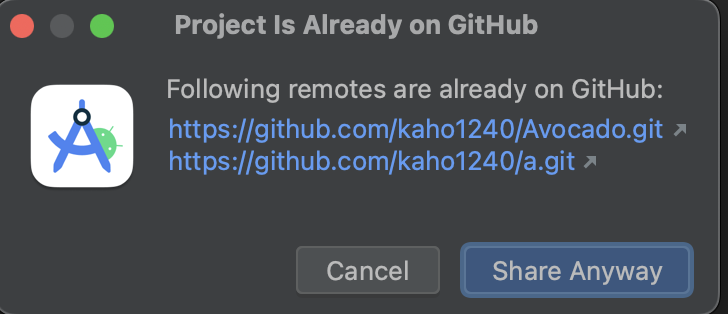 Project Is Already on GitHub
Following remotes are already on GitHub:
https://github.com/kaho1240/Avocado.git
https://github.com/kaho1240/a.git
Cancel
Share Anyway